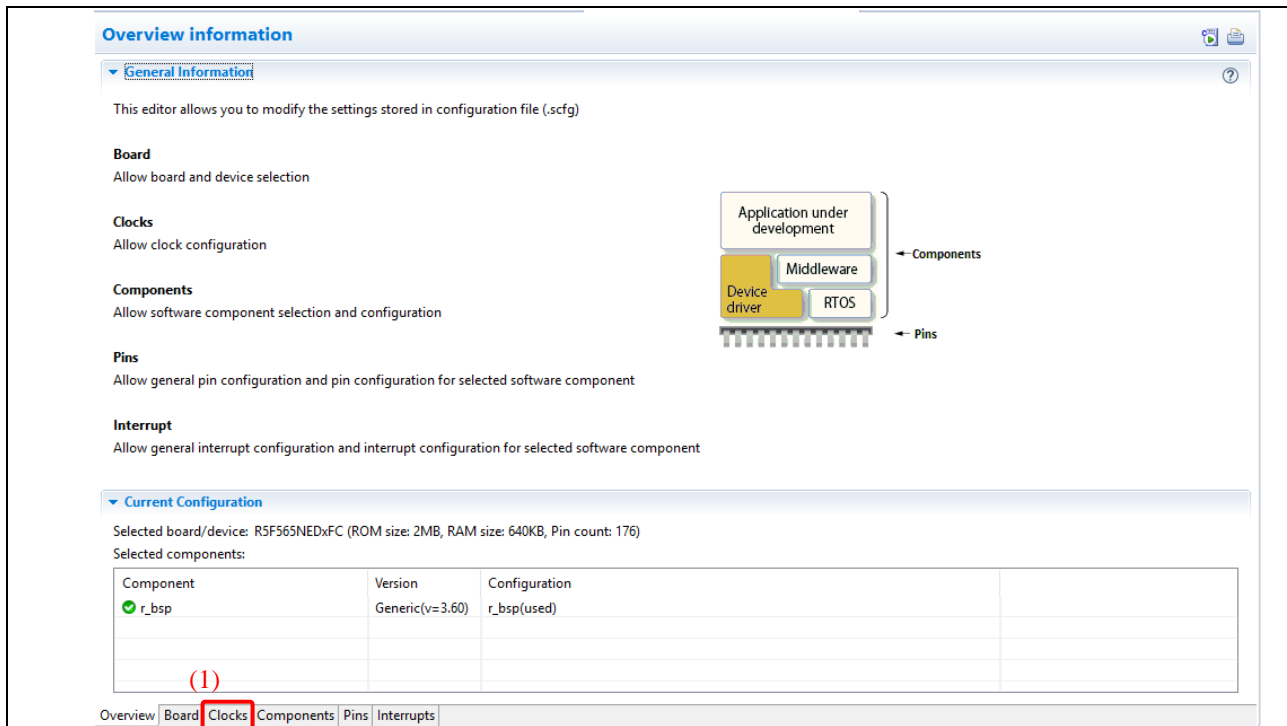 Overview information
General Information
This editor allows you to modify the settings stored in configuration file (.scfg)
Board
Allow board and device selection
Clocks
Allow clock configuration
Components
Allow software component selection and configuration
Pins
Allow general pin configuration and pin configuration for selected software component
Interrupt
Allow general interrupt configuration and interrupt configuration for selected software component
Application under
development
Middleware
Device
driver
RTOS
Components
Pins
Current Configuration
Selected board/device: R5F565NEDxFC (ROM size: 2MB, RAM size: 640KB, Pin count: 176)
Selected components:
Component Version Configuration
r_bsp Generic(v=3.60) r_bsp(used)
(1)
Overview Board Clocks Components Pins Interrupts